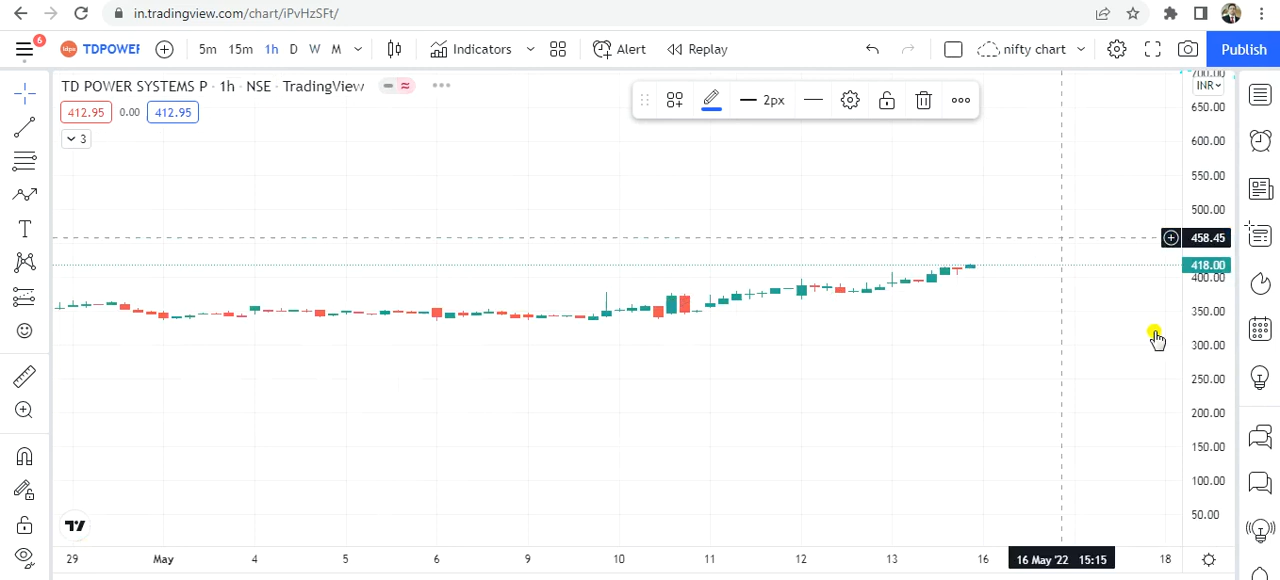 in.tradingview.com/chart/iPvHzSFt/
6
tdps TDPOWER 5m 15m 1h D W M Indicators Alert Replay nifty chart Publish
TD POWER SYSTEMS P · 1h · NSE · TradingView
412.95 0.00 412.95
3
2px
700.00
INR
650.00
600.00
550.00
500.00
458.45
418.00
400.00
350.00
300.00
250.00
200.00
150.00
100.00
50.00
29 May 4 5 6 9 10 11 12 13 16 16 May '22 15:15 18